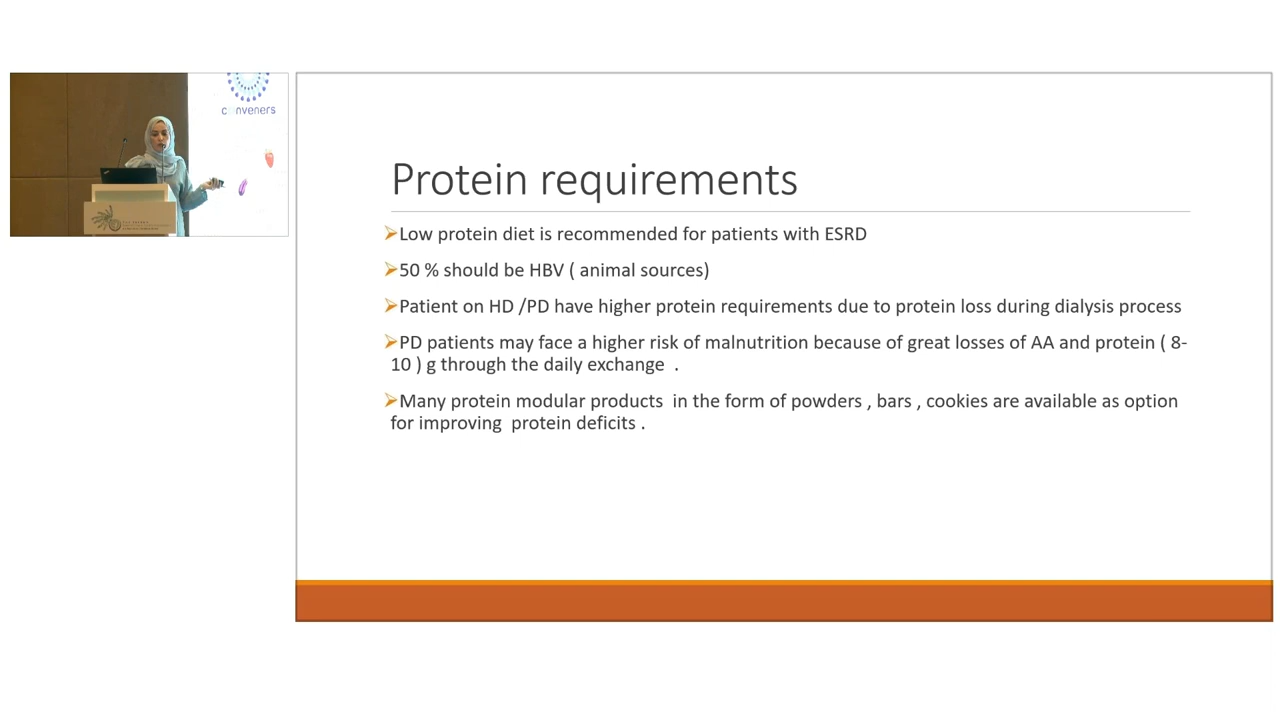 conveners
Protein requirements
➢Low protein diet is recommended for patients with ESRD
➢50 % should be HBV ( animal sources)
➢Patient on HD /PD have higher protein requirements due to protein loss during dialysis process
➢PD patients may face a higher risk of malnutrition because of great losses of AA and protein ( 8-
10 ) g through the daily exchange .
➢Many protein modular products in the form of powders , bars , cookies are available as option
for improving protein deficits .